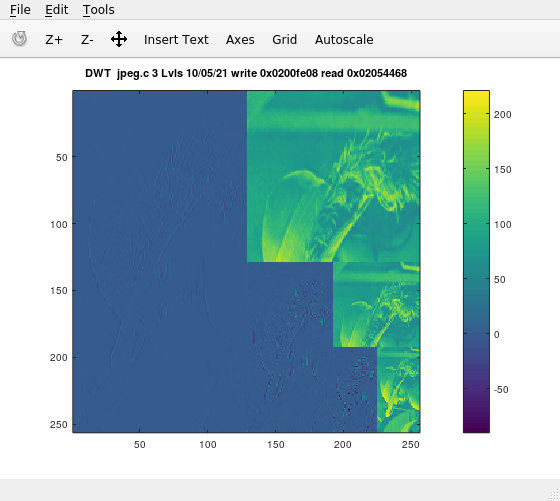 File Edit Tools
Z+ Z- Insert Text Axes Grid Autoscale
DWT jpeg.c 3 Lvls 10/05/21 write 0x0200fe08 read 0x02054468
50
100
150
200
250
50 100 150 200 250
200
150
100
50
0
-50